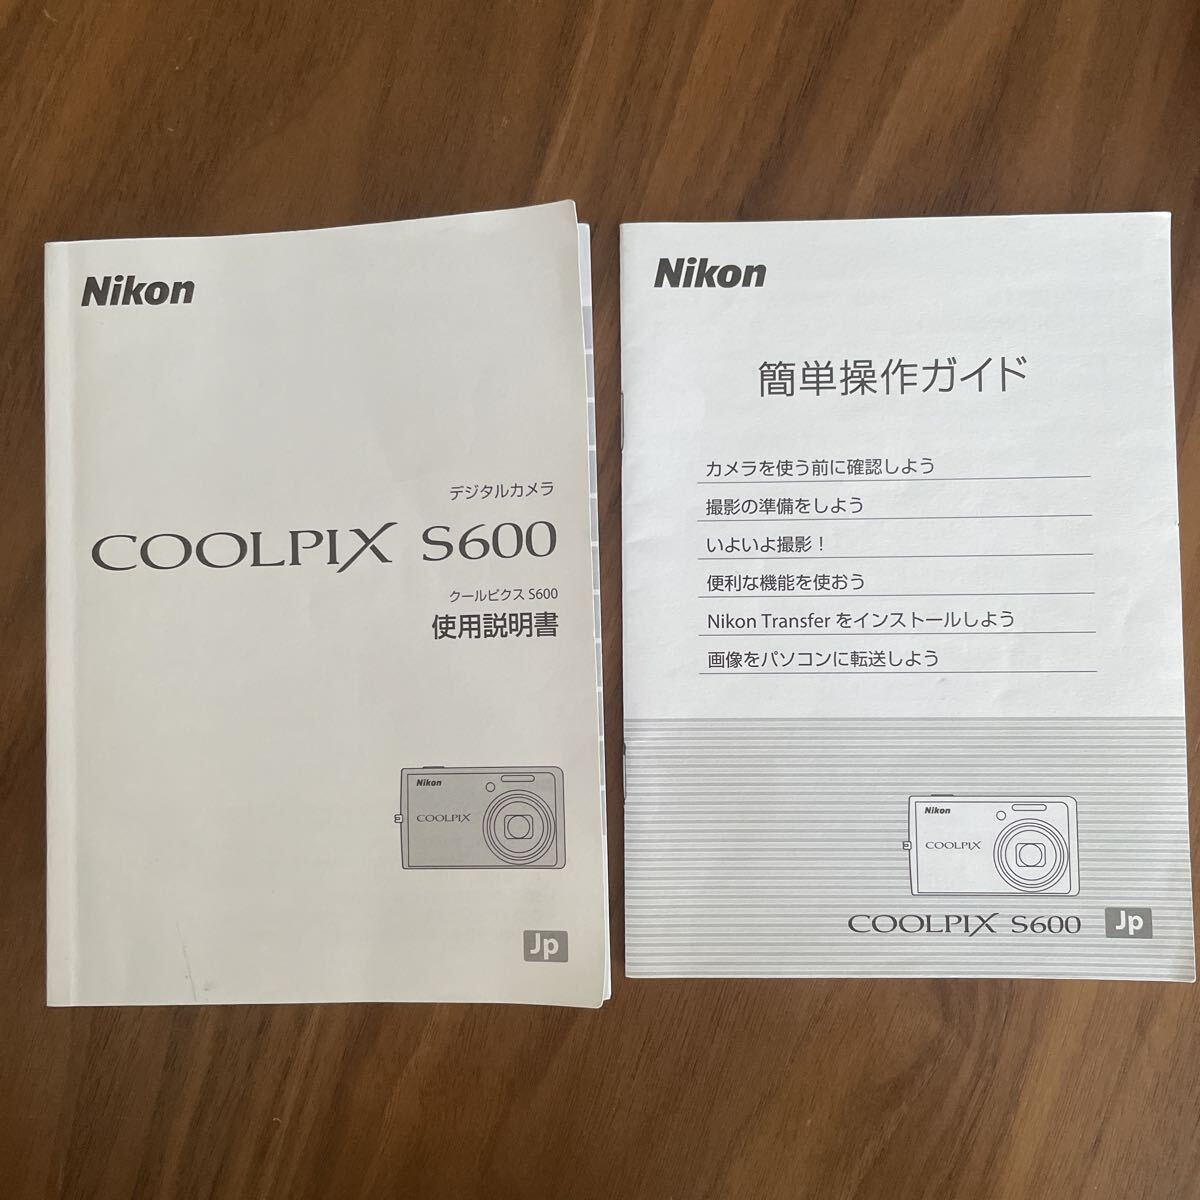 Nikon
デジタルカメラ
COOLPIX S600
クールピクス S600
使用説明書
Nikon
COOLPIX
Jp
Nikon
簡単操作ガイド
カメラを使う前に確認しよう
撮影の準備をしよう
いよいよ撮影！
便利な機能を使おう
Nikon Transfer をインストールしよう
画像をパソコンに転送しよう
Nikon
COOLPIX
COOLPIX S600 Jp